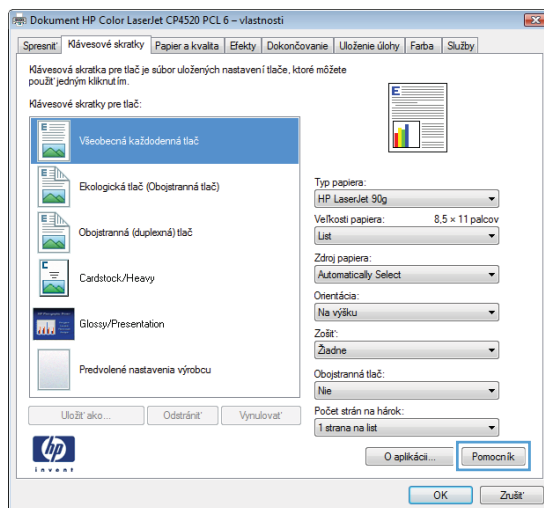 Dokument HP Color LaserJet CP4520 PCL 6 – vlastnosti
Spresniť Klávesové skratky Papier a kvalita Efekty Dokončovanie Uloženie úlohy Farba Služby
Klávesová skratka pre tlač je súbor uložených nastavení tlače, ktoré môžete
použiť jedným kliknutím.
Klávesové skratky pre tlač:
Všeobecná každodenná tlač
Ekologická tlač (Obojstranná tlač)
Obojstranná (duplexná) tlač
Cardstock/Heavy
Glossy/Presentation
Predvolené nastavenia výrobcu
Uložiť ako... Odstrániť Vynulovať
Typ papiera:
HP LaserJet 90g
Veľkosti papiera: 8,5 × 11 palcov
List
Zdroj papiera:
Automatically Select
Orientácia:
Na výšku
Zošiť:
Žiadne
Obojstranná tlač:
Nie
Počet strán na hárok:
1 strana na list
hp
invent
O aplikácii... Pomocník
OK Zrušiť